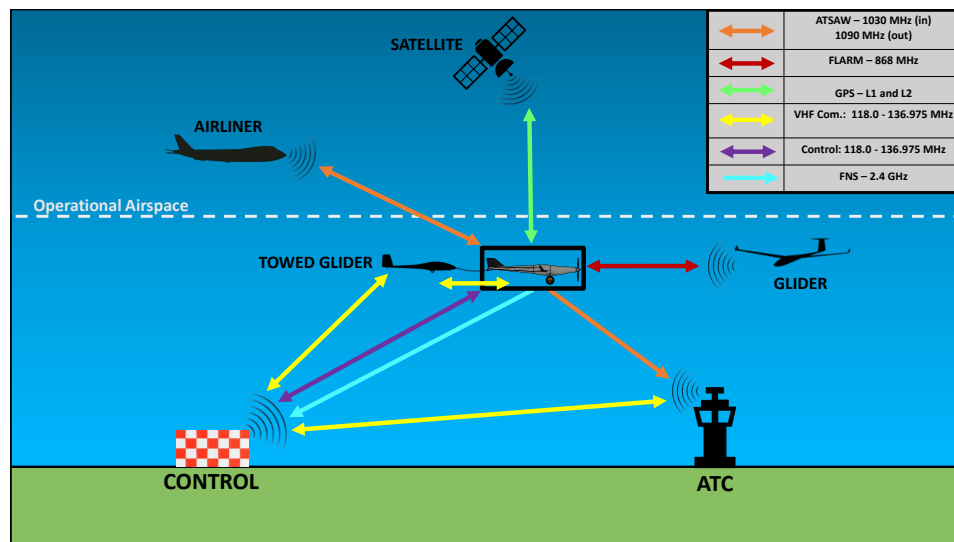 SATELLITE
ATSAW – 1030 MHz (in)
1090 MHz (out)
FLARM – 868 MHz
GPS – L1 and L2
VHF Com.: 118.0 - 136.975 MHz
Control: 118.0 - 136.975 MHz
FNS – 2.4 GHz
AIRLINER
Operational Airspace
TOWED GLIDER
GLIDER
CONTROL
ATC